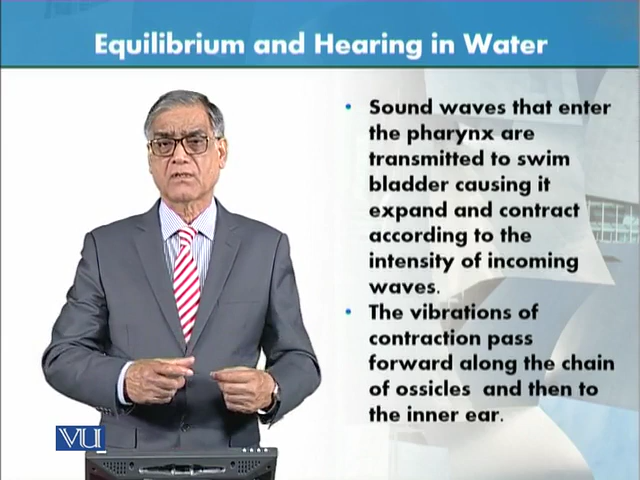 Equilibrium and Hearing in Water
• Sound waves that enter
the pharynx are
transmitted to swim
bladder causing it
expand and contract
according to the
intensity of incoming
waves.
• The vibrations of
contraction pass
forward along the chain
of ossicles and then to
the inner ear.
VU